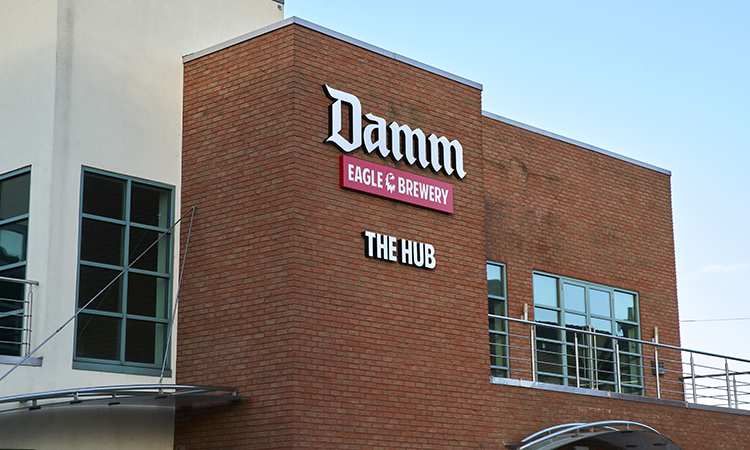 Damm
EAGLE BREWERY
THE HUB